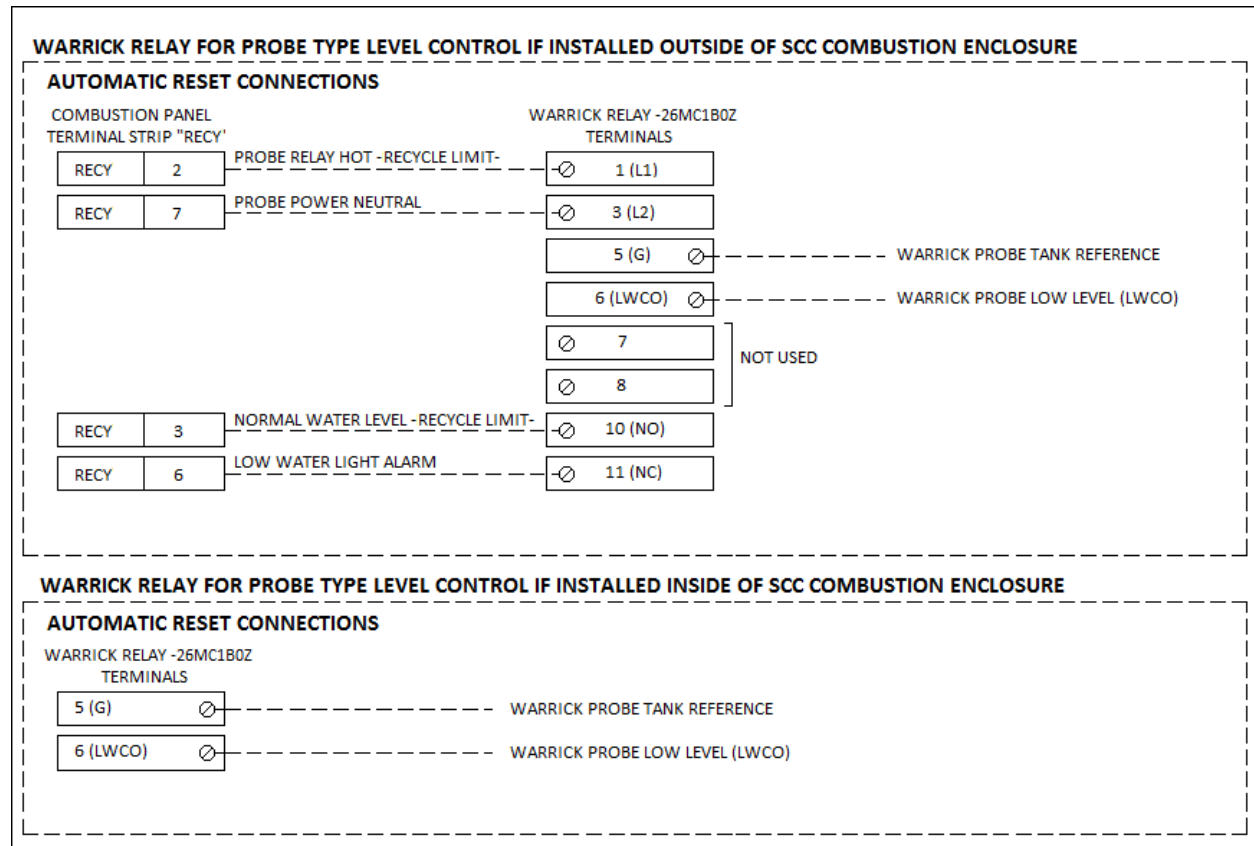 WARRICK RELAY FOR PROBE TYPE LEVEL CONTROL IF INSTALLED OUTSIDE OF SCC COMBUSTION ENCLOSURE
AUTOMATIC RESET CONNECTIONS
COMBUSTION PANEL
TERMINAL STRIP "RECY'
WARRICK RELAY -26MC1B0Z
TERMINALS
RECY 2 PROBE RELAY HOT -RECYCLE LIMIT- 1 (L1)
RECY 7 PROBE POWER NEUTRAL 3 (L2)
5 (G) WARRICK PROBE TANK REFERENCE
6 (LWCO) WARRICK PROBE LOW LEVEL (LWCO)
7
NOT USED
8
RECY 3 NORMAL WATER LEVEL -RECYCLE LIMIT- 10 (NO)
RECY 6 LOW WATER LIGHT ALARM 11 (NC)
WARRICK RELAY FOR PROBE TYPE LEVEL CONTROL IF INSTALLED INSIDE OF SCC COMBUSTION ENCLOSURE
AUTOMATIC RESET CONNECTIONS
WARRICK RELAY -26MC1B0Z
TERMINALS
5 (G) WARRICK PROBE TANK REFERENCE
6 (LWCO) WARRICK PROBE LOW LEVEL (LWCO)